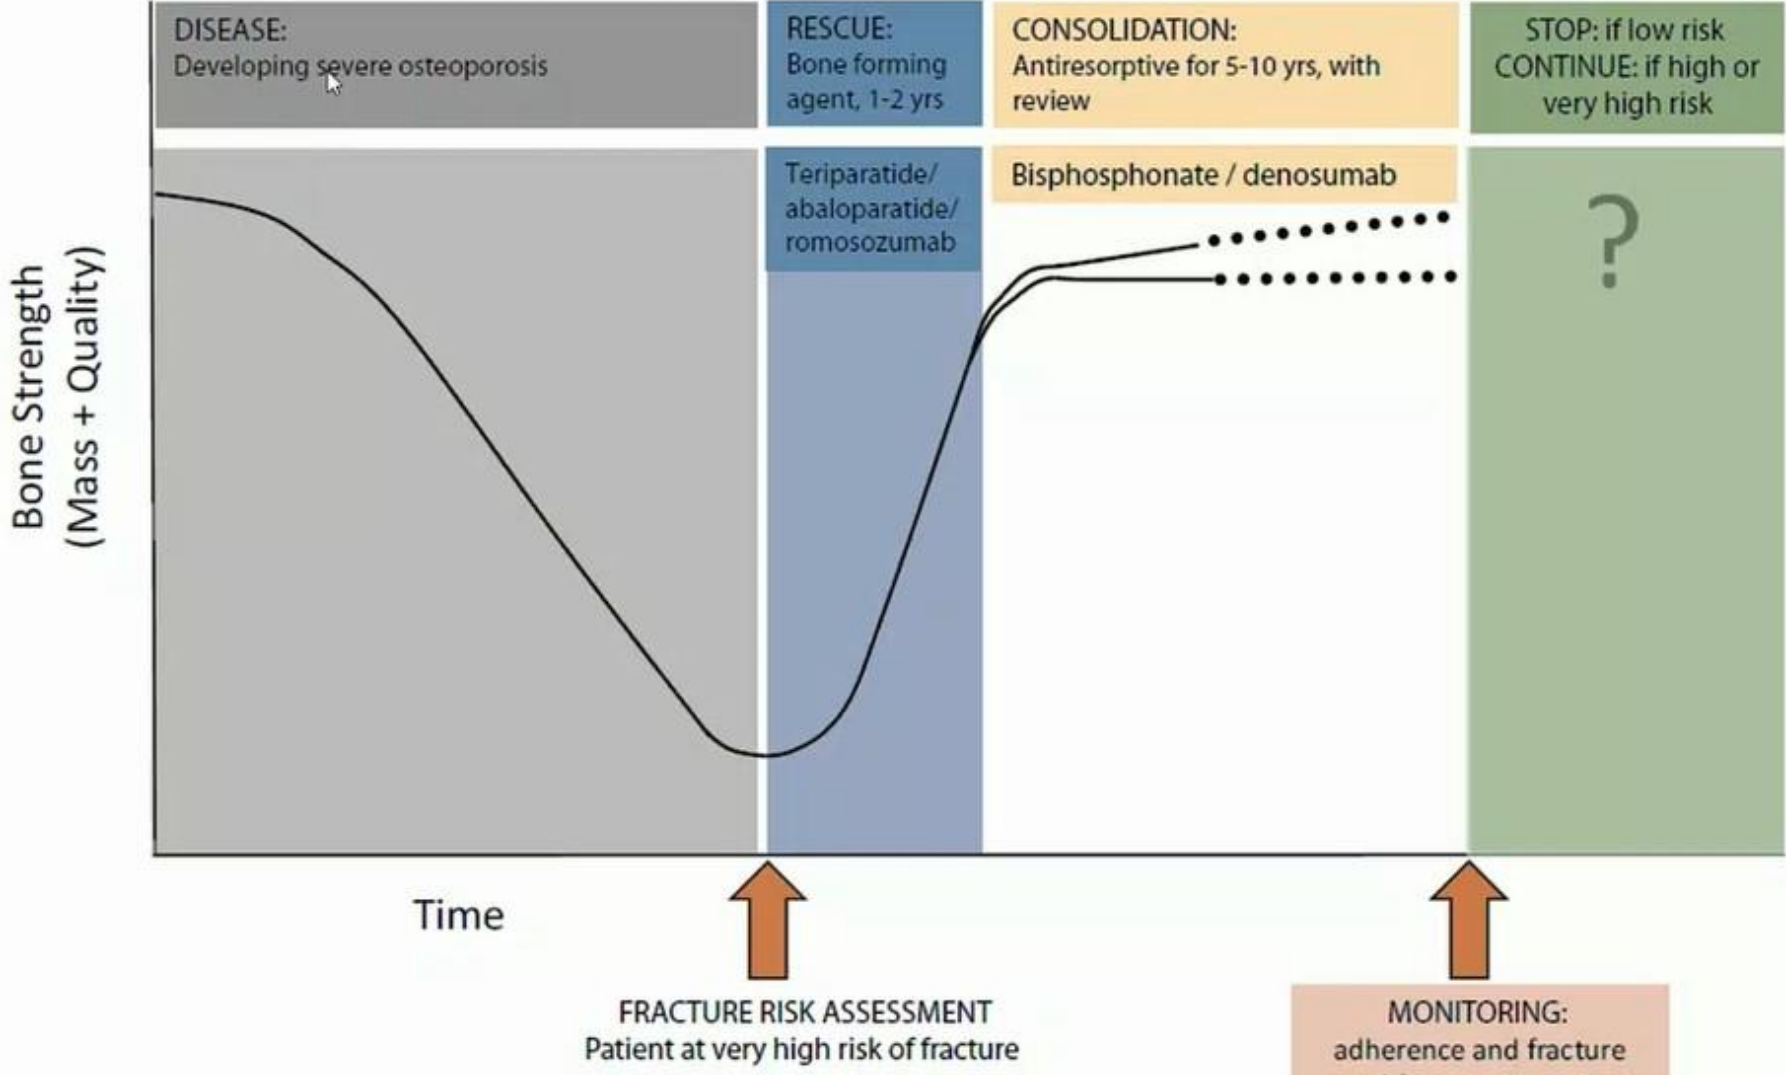 DISEASE:
Developing severe osteoporosis
RESCUE:
Bone forming
agent, 1-2 yrs
CONSOLIDATION:
Antiresorptive for 5-10 yrs, with
review
STOP: if low risk
CONTINUE: if high or
very high risk
Teriparatide/
abaloparatide/
romosozumab
Bisphosphonate / denosumab
?
Bone Strength
(Mass + Quality)
Time
FRACTURE RISK ASSESSMENT
Patient at very high risk of fracture
MONITORING:
adherence and fracture